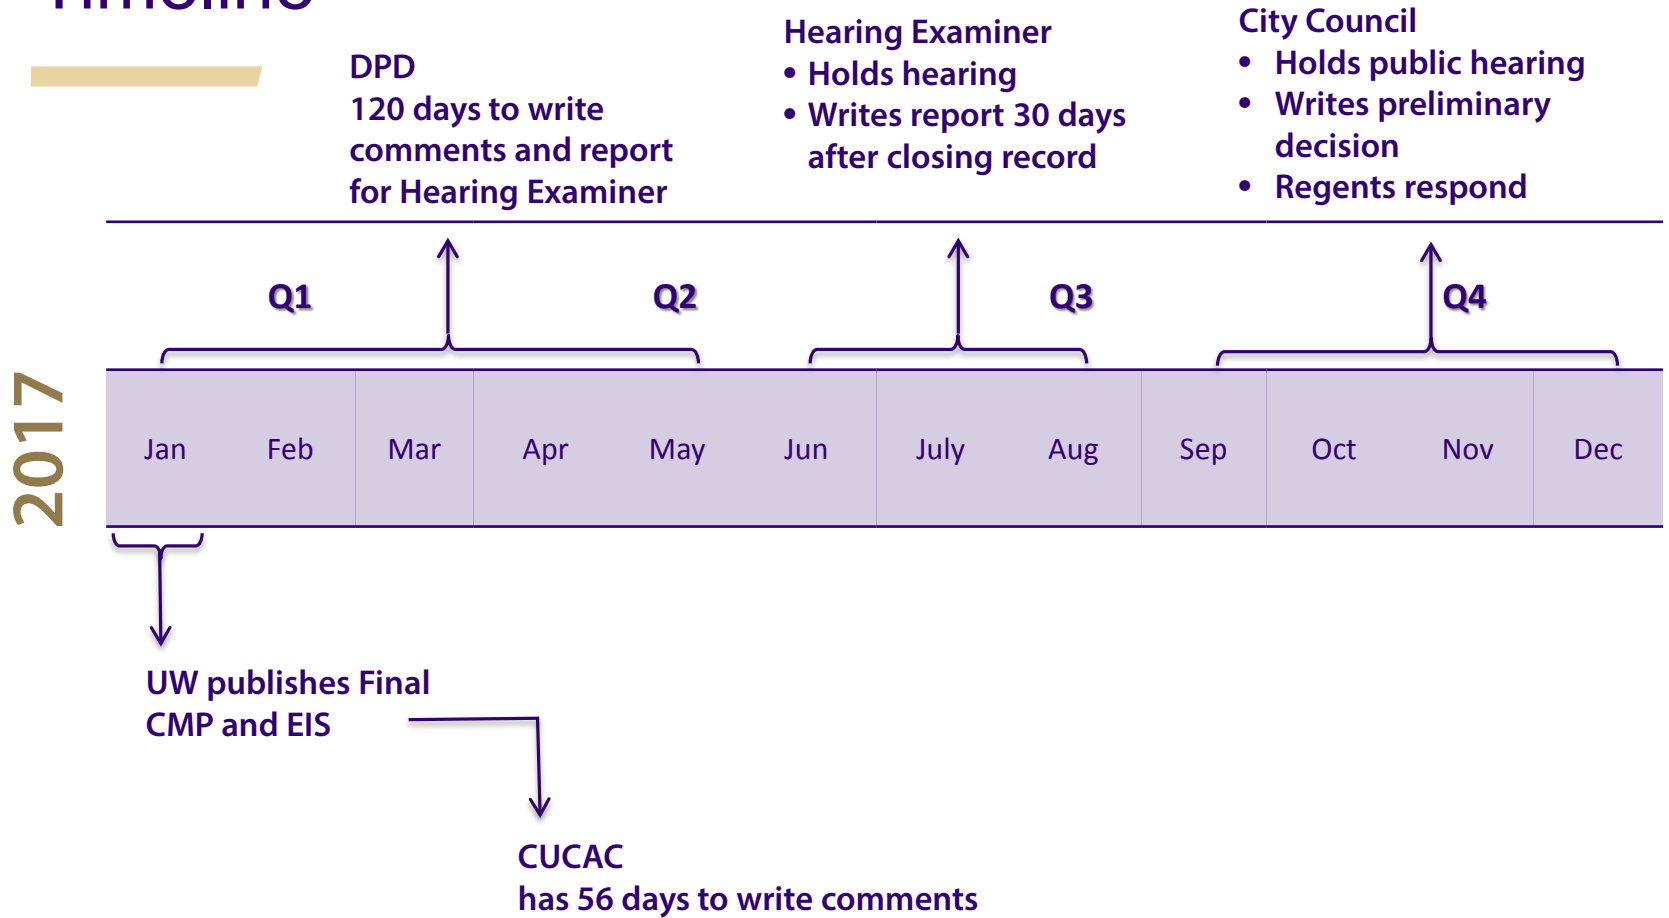 Timeline
DPD
120 days to write
comments and report
for Hearing Examiner
Hearing Examiner
• Holds hearing
• Writes report 30 days
after closing record
City Council
• Holds public hearing
• Writes preliminary
decision
• Regents respond
Q1 Q2 Q3 Q4
2017
Jan Feb Mar Apr May Jun July Aug Sep Oct Nov Dec
UW publishes Final
CMP and EIS
CUCAC
has 56 days to write comments